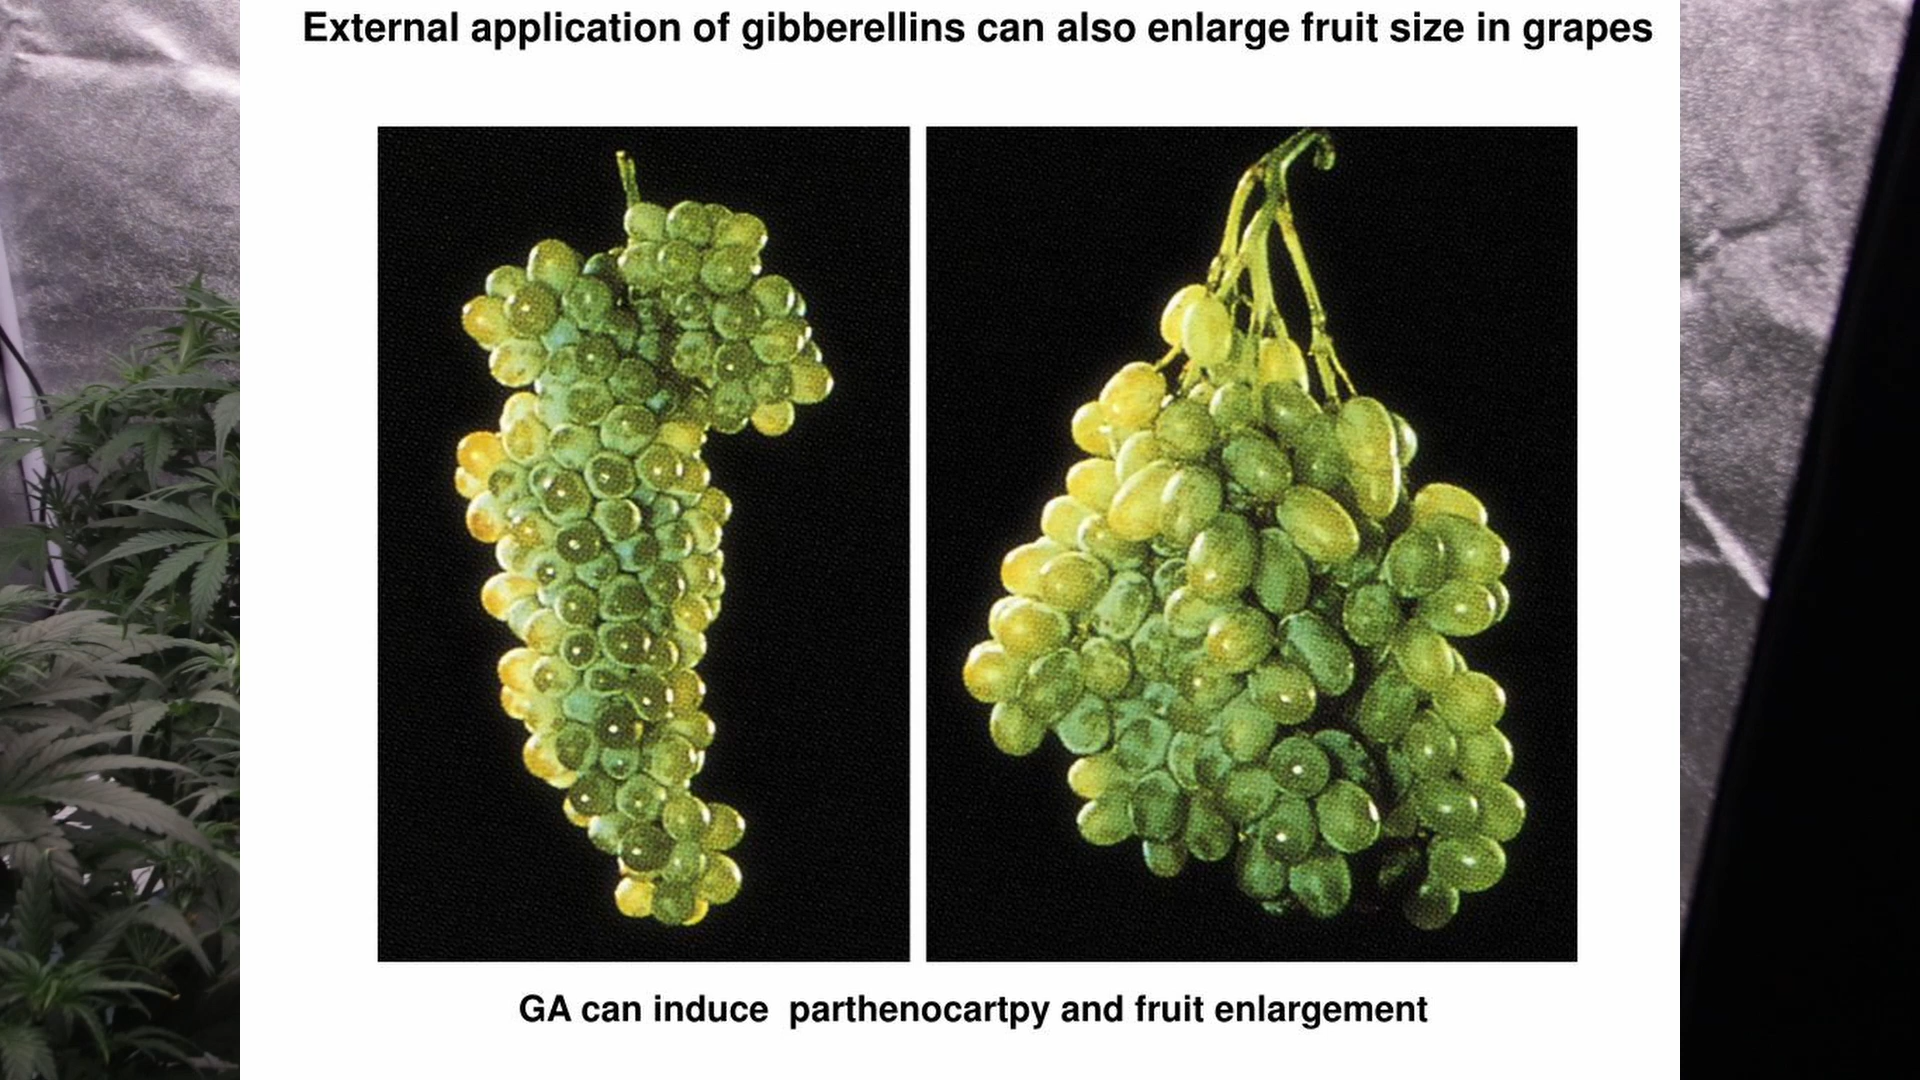 External application of gibberellins can also enlarge fruit size in grapes
GA can induce  parthenocartpy and fruit enlargement